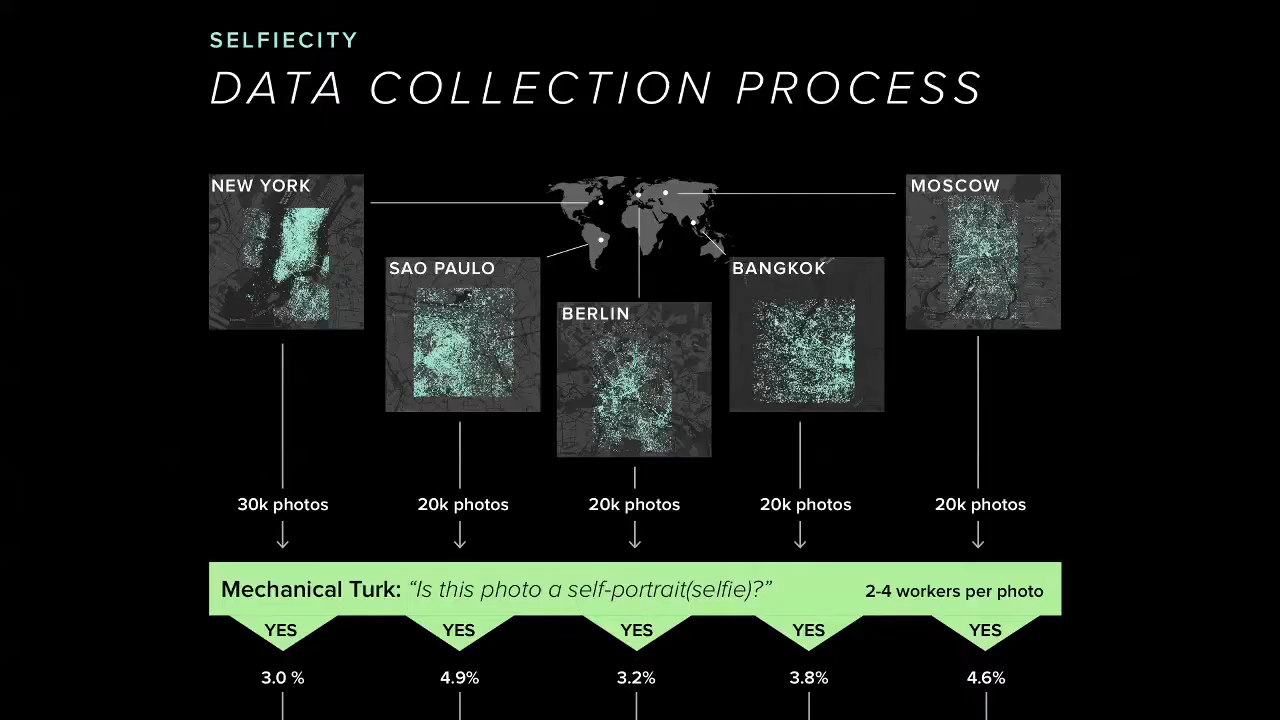 SELFIECITY
DATA COLLECTION PROCESS
NEW YORK
MOSCOW
SAO PAULO
BANGKOK
BERLIN
30k photos
20k photos
20k photos
20k photos
20k photos
Mechanical Turk: “Is this photo a self-portrait(selfie)?”
2-4 workers per photo
YES
YES
YES
YES
YES
3.0 %
4.9%
3.2%
3.8%
4.6%